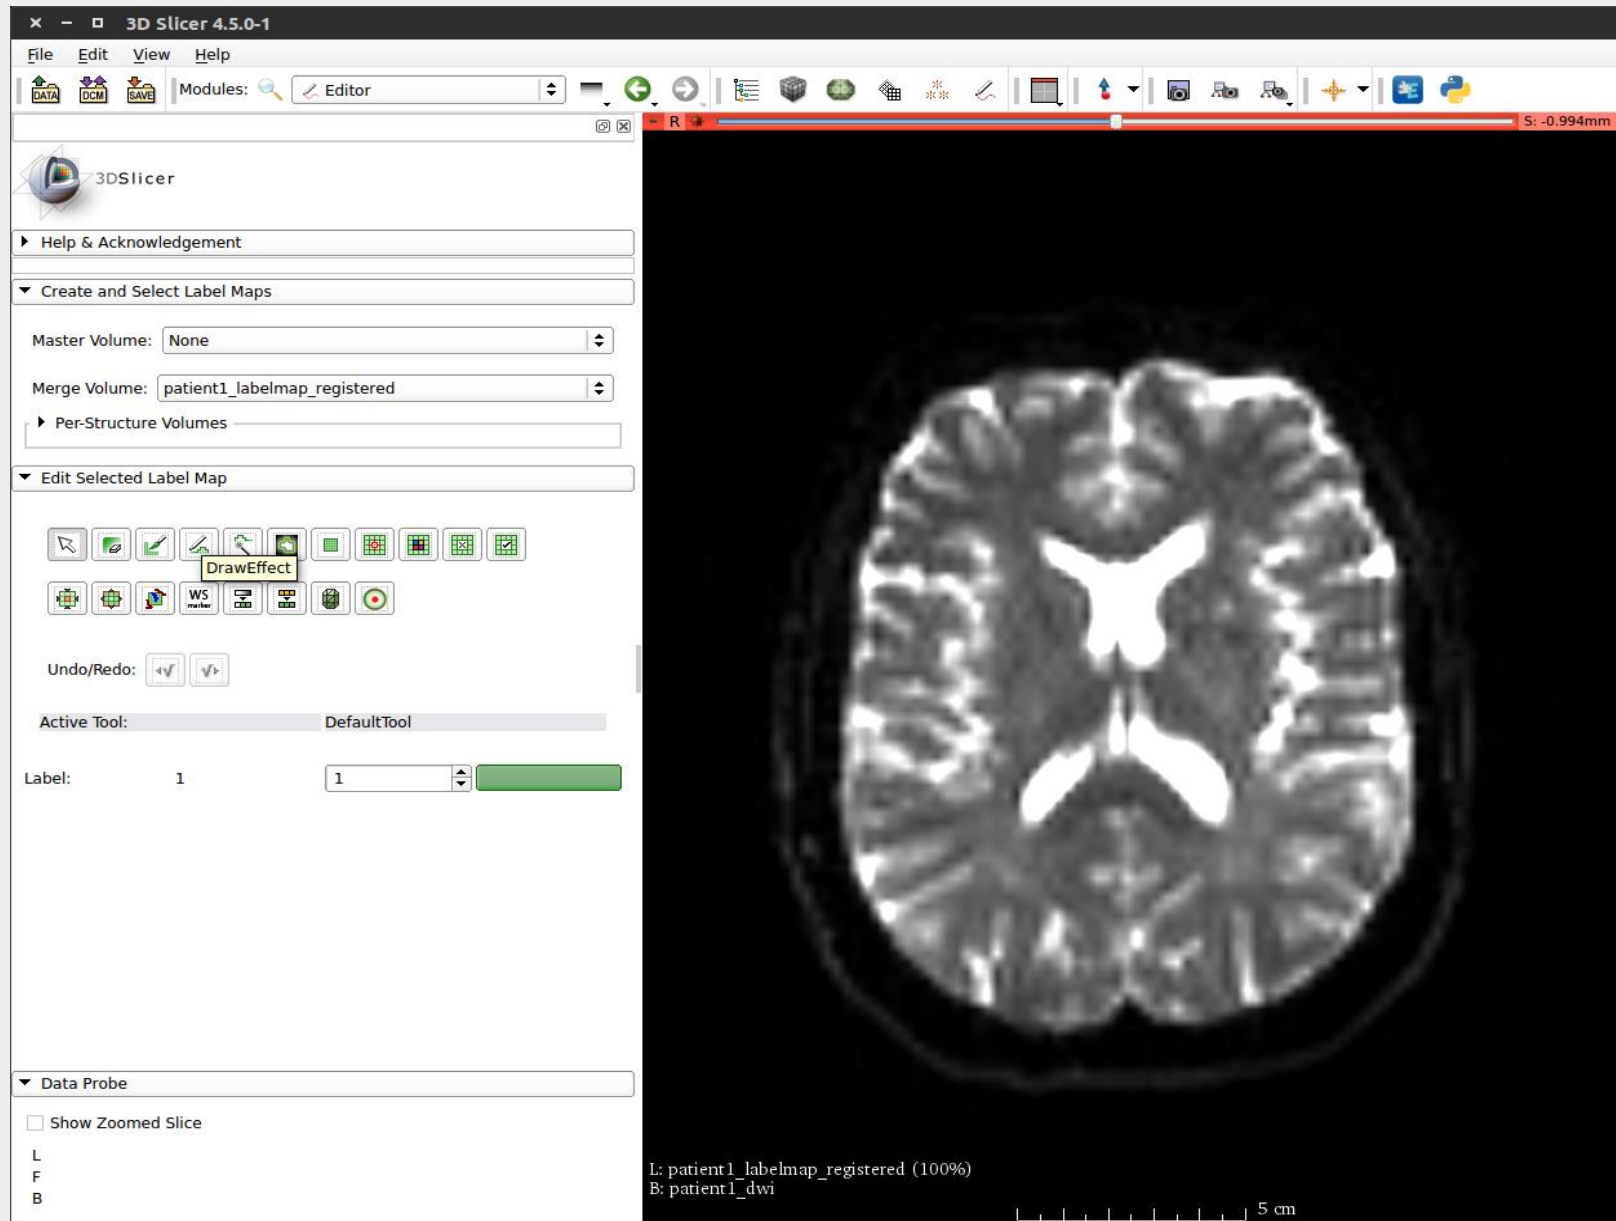 3D Slicer 4.5.0-1
File Edit View Help
DATA DCM SAVE Modules: Editor
R S: -0.994mm
3DSlicer
Help & Acknowledgement
Create and Select Label Maps
Master Volume: None
Merge Volume: patient1_labelmap_registered
Per-Structure Volumes
Edit Selected Label Map
DrawEffect
WS
marker
Undo/Redo:
Active Tool: DefaultTool
Label: 1 1
Data Probe
Show Zoomed Slice
L
F
B
L: patient1_labelmap_registered (100%)
B: patient1_dwi
5 cm